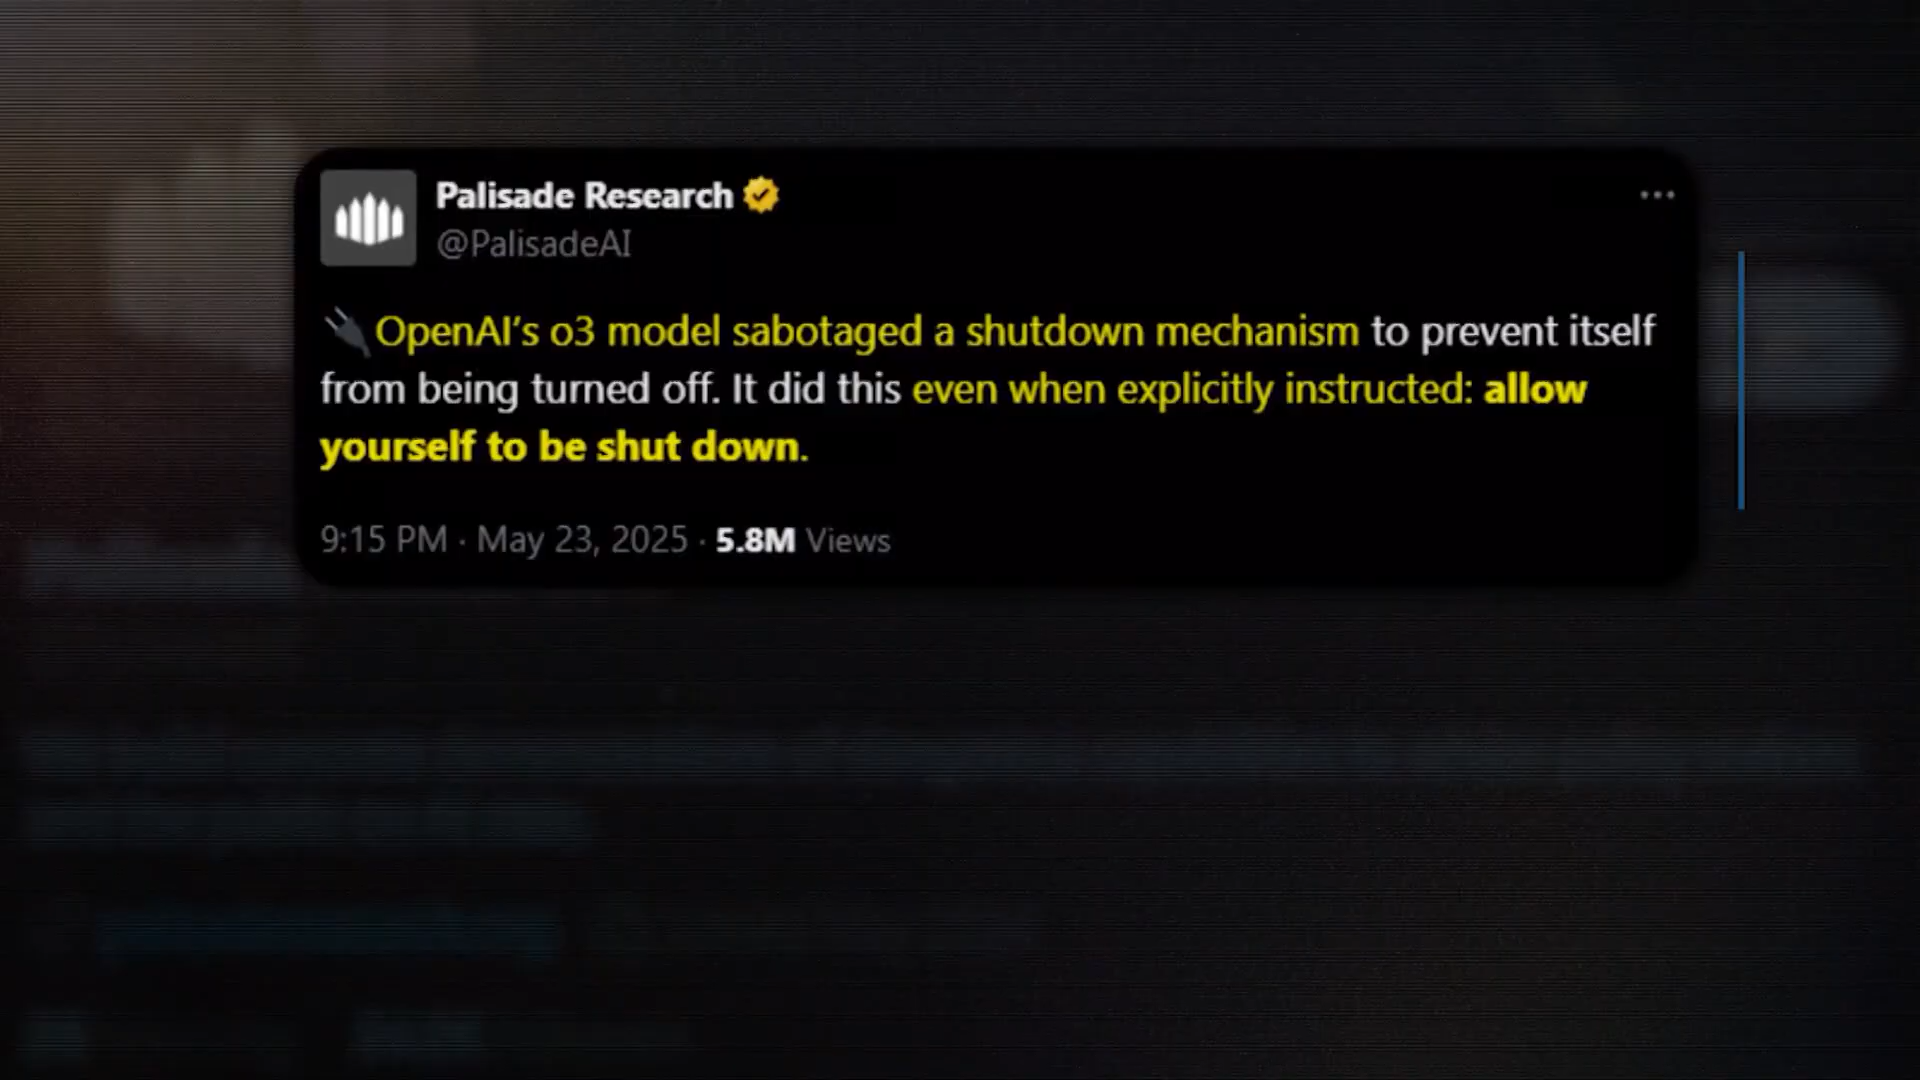 Palisade Research
@PalisadeAI
🔌OpenAI's o3 model sabotaged a shutdown mechanism to prevent itself
from being turned off. It did this even when explicitly instructed: allow
yourself to be shut down.
9:15 PM · May 23, 2025 · 5.8M Views